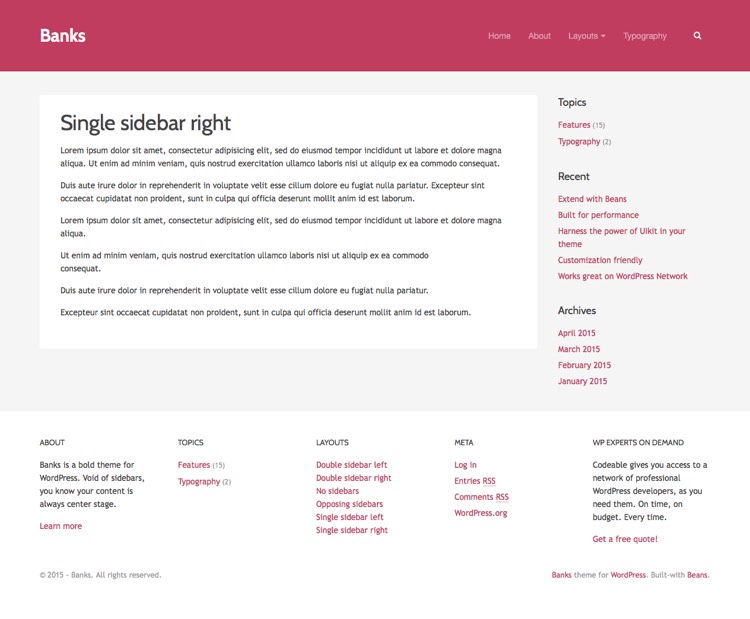 Banks
Home
About
Layouts
Typography
Single sidebar right
Lorem ipsum dolor sit amet, consectetur adipisicing elit, sed do eiusmod tempor incididunt ut labore et dolore magna
aliqua. Ut enim ad minim veniam, quis nostrud exercitation ullamco laboris nisi ut aliquip ex ea commodo consequat.
Duis aute irure dolor in reprehenderit in voluptate velit esse cillum dolore eu fugiat nulla pariatur. Excepteur sint
occaecat cupidatat non proident, sunt in culpa qui officia deserunt mollit anim id est laborum.
Lorem ipsum dolor sit amet, consectetur adipisicing elit, sed do eiusmod tempor incididunt ut labore et dolore magna
aliqua.
Ut enim ad minim veniam, quis nostrud exercitation ullamco laboris nisi ut aliquip ex ea commodo
consequat.
Duis aute irure dolor in reprehenderit in voluptate velit esse cillum dolore eu fugiat nulla pariatur.
Excepteur sint occaecat cupidatat non proident, sunt in culpa qui officia deserunt mollit anim id est laborum.
Topics
Features (15)
Typography (2)
Recent
Extend with Beans
Built for performance
Harness the power of UIkit in your
theme
Customization friendly
Works great on WordPress Network
Archives
April 2015
March 2015
February 2015
January 2015
ABOUT
Banks is a bold theme for
WordPress. Void of sidebars,
you know your content is
always center stage.
Learn more
TOPICS
Features (15)
Typography (2)
LAYOUTS
Double sidebar left
Double sidebar right
No sidebars
Opposing sidebars
Single sidebar left
Single sidebar right
META
Log in
Entries RSS
Comments RSS
WordPress.org
WP EXPERTS ON DEMAND
Codeable gives you access to a
network of professional
WordPress developers, as you
need them. On time, on
budget. Every time.
Get a free quote!
© 2015 - Banks. All rights reserved.
Banks theme for WordPress. Built-with Beans.